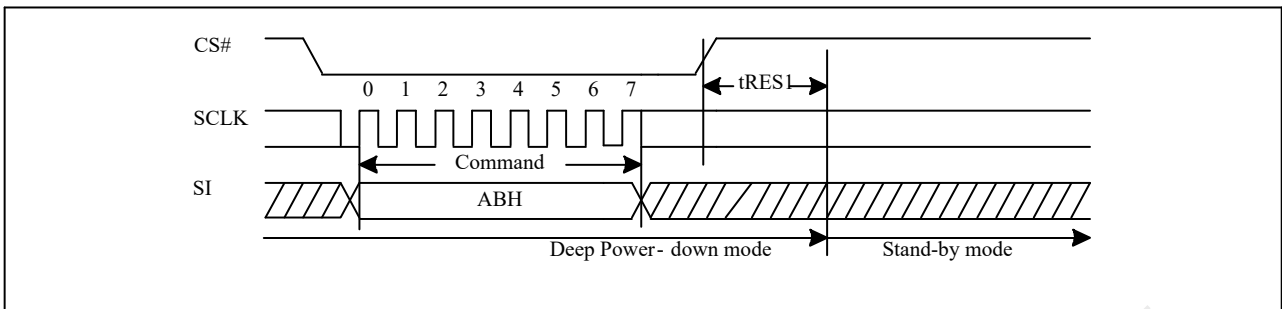 CS#
tRES1
0 1 2 3 4 5 6 7
SCLK
Command
SI
ABH
Deep Power- down mode Stand-by mode